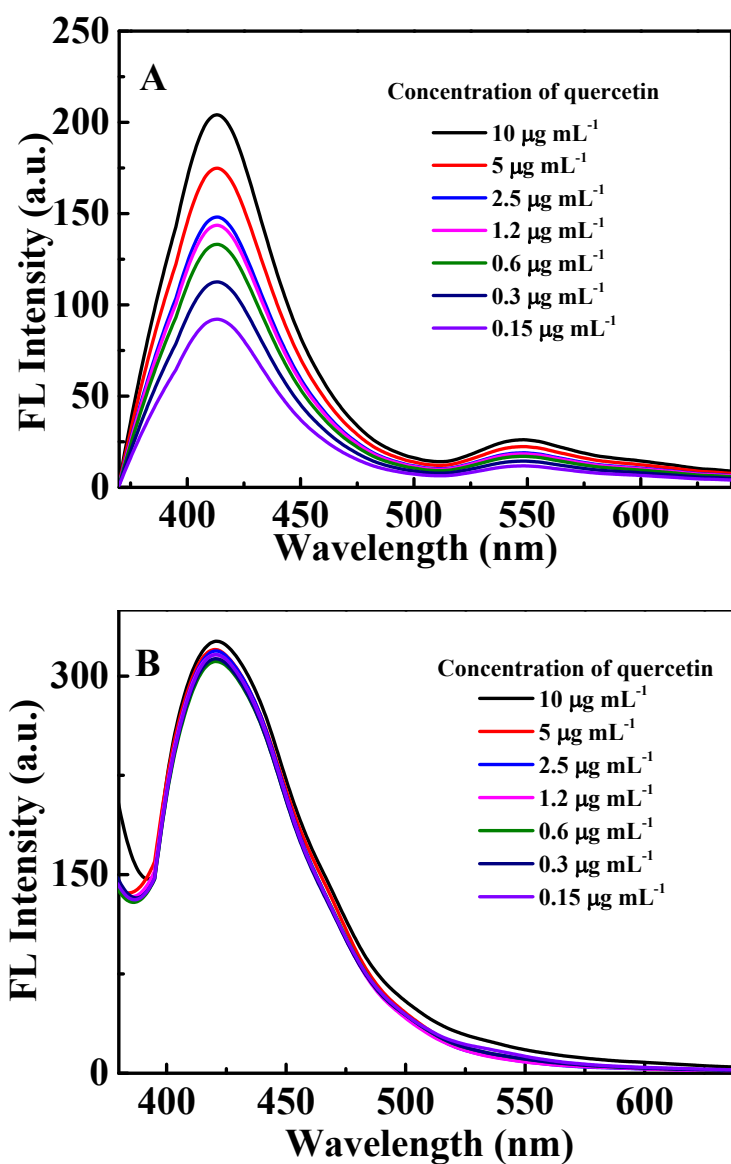 250
A
Concentration of quercetin
200
10 μg mL⁻¹
5 μg mL⁻¹
150
2.5 μg mL⁻¹
1.2 μg mL⁻¹
100
0.6 μg mL⁻¹
0.3 μg mL⁻¹
50
0.15 μg mL⁻¹
0
FL Intensity (a.u.)
400 450 500 550 600
Wavelength (nm)
B
Concentration of quercetin
300
10 μg mL⁻¹
5 μg mL⁻¹
2.5 μg mL⁻¹
1.2 μg mL⁻¹
0.6 μg mL⁻¹
150
0.3 μg mL⁻¹
0.15 μg mL⁻¹
0
FL Intensity (a.u.)
400 450 500 550 600
Wavelength (nm)